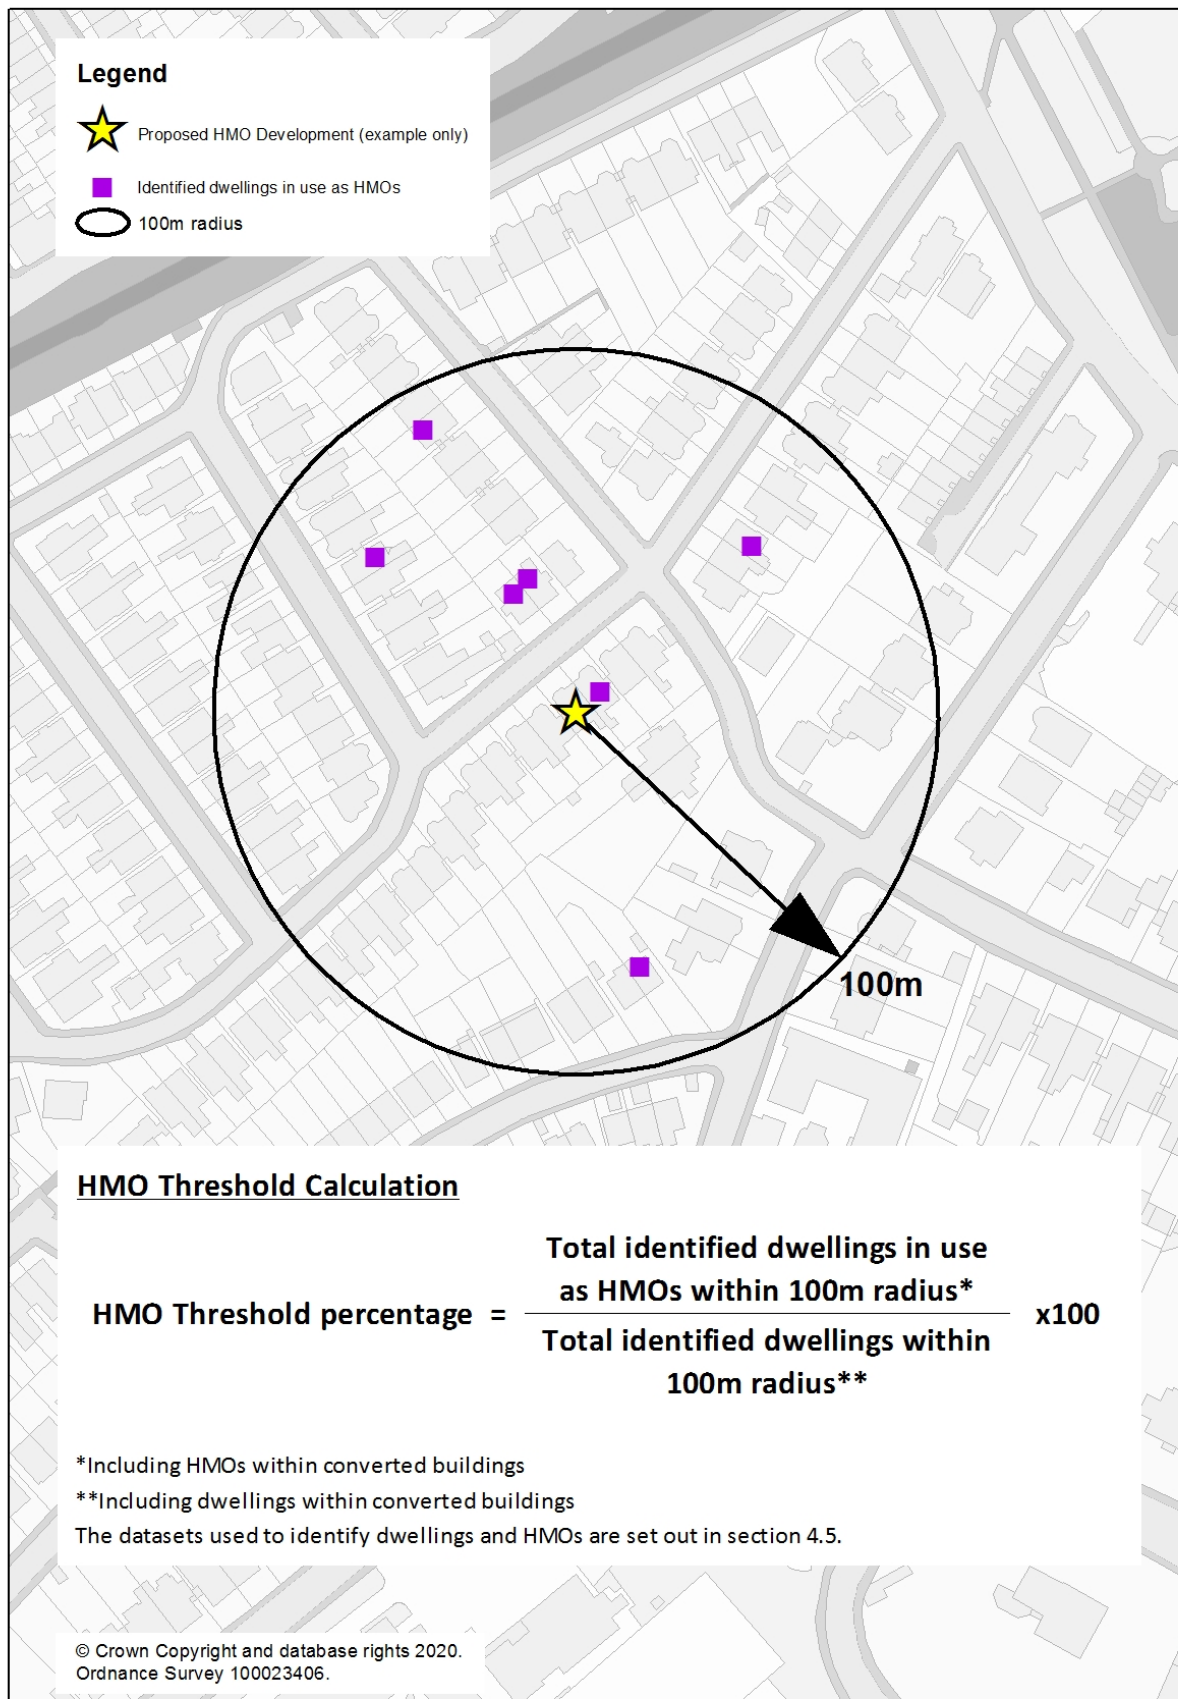 Legend
Proposed HMO Development (example only)
Identified dwellings in use as HMOs
100m radius
100m
HMO Threshold Calculation
Total identified dwellings in use
as HMOs within 100m radius*
HMO Threshold percentage = x100
Total identified dwellings within
100m radius**
*Including HMOs within converted buildings
**Including dwellings within converted buildings
The datasets used to identify dwellings and HMOs are set out in section 4.5.
© Crown Copyright and database rights 2020.
Ordnance Survey 100023406.